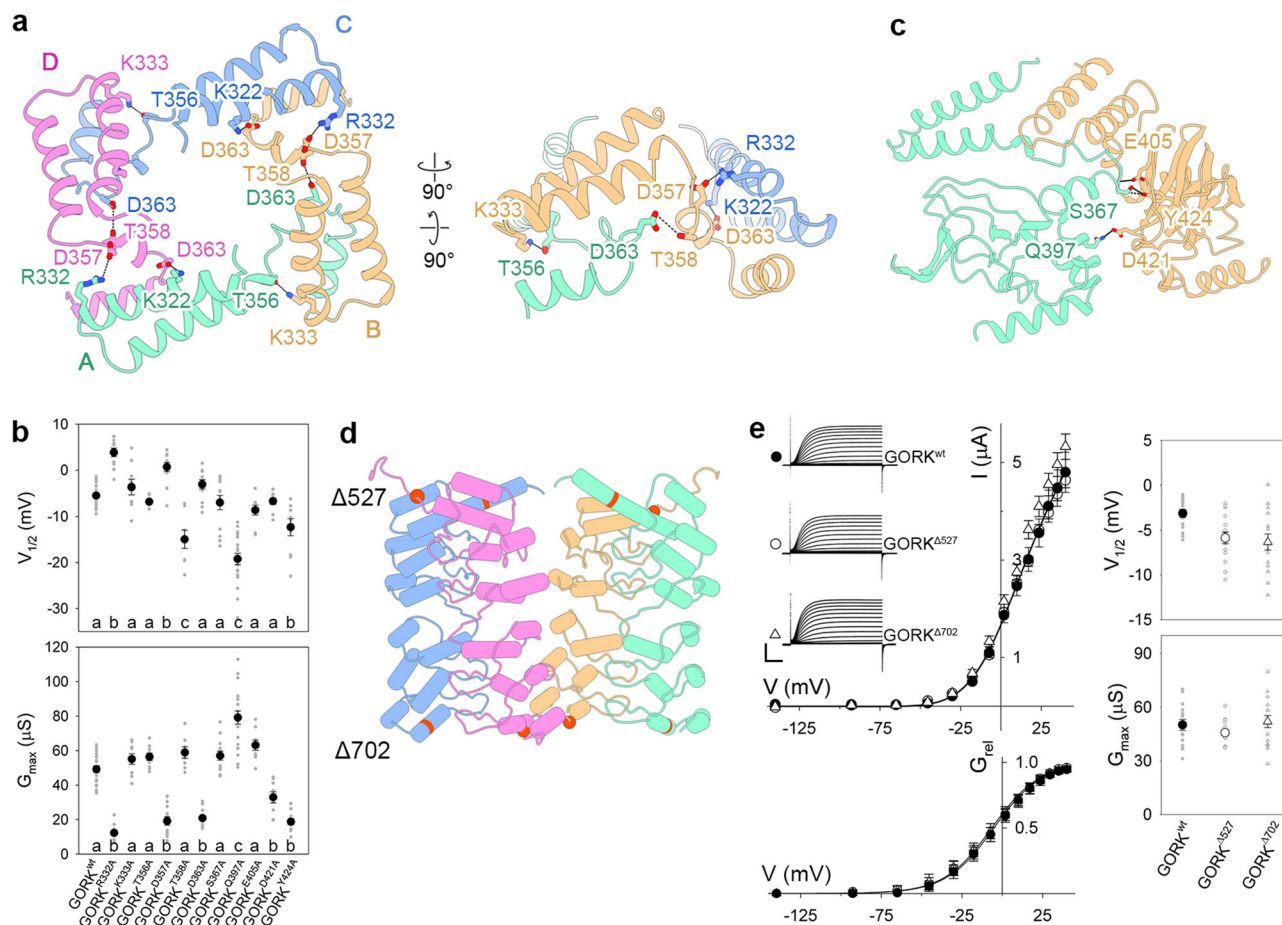 a
D
K333
C
T356
K322
D363
R332
D357
T358
D363
D363
T358
D357
D363
R332
K322
T356
A
K333
B
90°
90°
R332
D357
K322
K333
D363
T356
D363
T358
c
E405
S367
Y424
Q397
D421
b
V1/2 (mV)
10
0
-10
-20
-30
a b a a b c a a c a a b
Gmax (µS)
120
100
80
60
40
20
0
a b a a b a b a c a b b
GORKwt
GORKR332A
GORKK333A
GORKT356A
GORKD357A
GORKT358A
GORKD363A
GORKS367A
GORKQ397A
GORKE405A
GORKD421A
GORKY424A
d
Δ527
Δ702
e
GORKwt
GORKΔ527
GORKΔ702
I (µA)
5
3
1
V (mV)
-125 -75 -25 25
Grel
1.0
0.5
V (mV)
-125 -75 -25 25
V1/2 (mV)
5
0
-5
-10
-15
Gmax (µS)
90
60
30
0
GORKwt
GORKΔ527
GORKΔ702